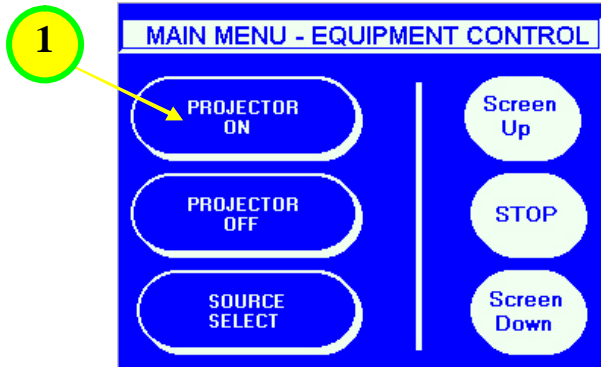 1
MAIN MENU - EQUIPMENT CONTROL
PROJECTOR
ON
Screen
Up
PROJECTOR
OFF
STOP
SOURCE
SELECT
Screen
Down